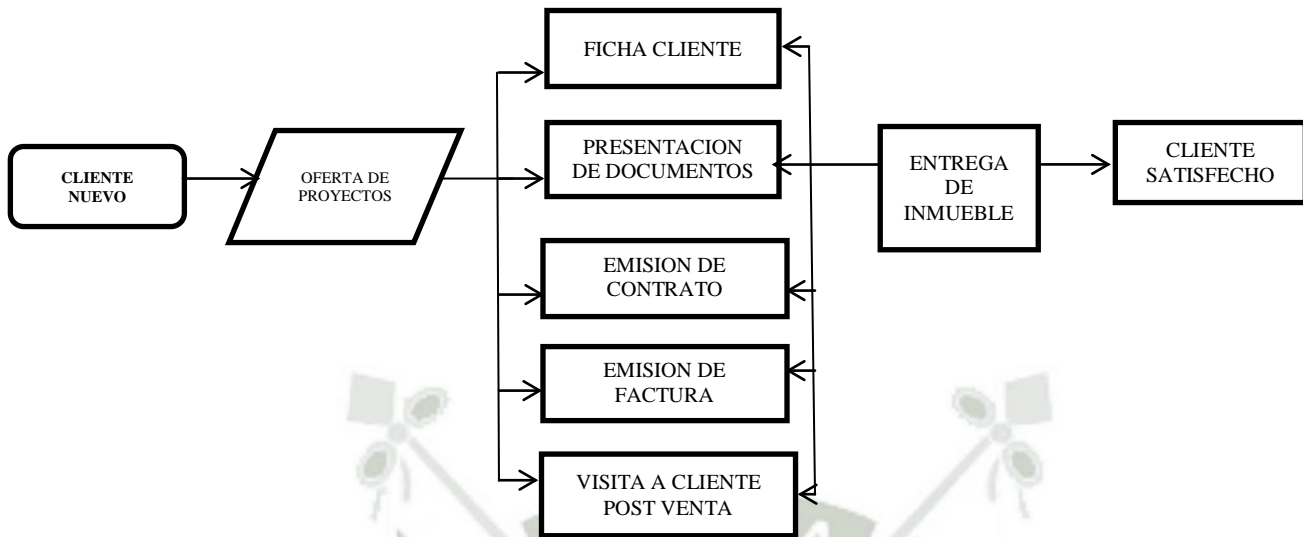 CLIENTE
NUEVO
OFERTA DE
PROYECTOS
FICHA CLIENTE
PRESENTACION
DE DOCUMENTOS
EMISION DE
CONTRATO
EMISION DE
FACTURA
VISITA A CLIENTE
POST VENTA
ENTREGA
DE
INMUEBLE
CLIENTE
SATISFECHO